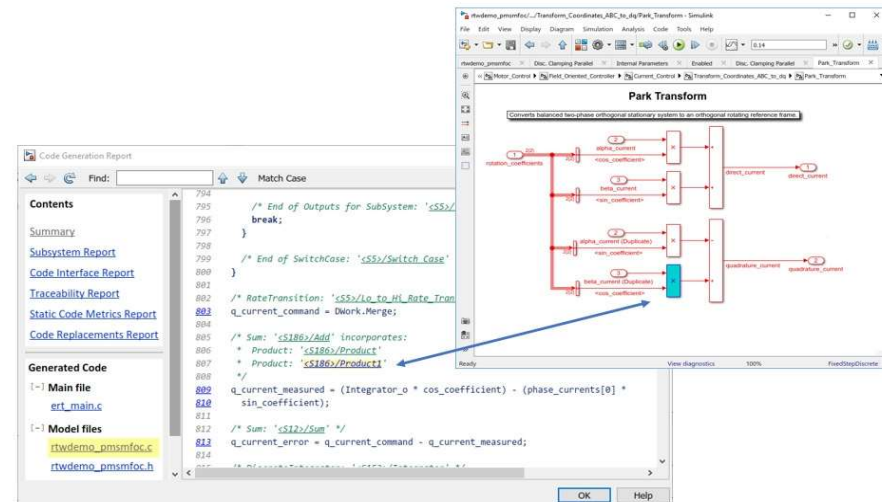 rtwdemo_pmsmfoc/.../Transform_Coordinates_ABC_to_dq/Park_Transform - Simulink
File Edit View Display Diagram Simulation Analysis Code Tools Help
0.14
rtwdemo_pmsmfoc Disc. Clamping Parallel Internal Parameters Enabled Disc. Clamping Parallel Park_Transform
Motor_Control Field_Oriented_Controller Current_Control Transform_Coordinates_ABC_to_dq Park_Transform
Park Transform
Converts balanced two-phase orthogonal stationary system to an orthogonal rotating reference frame.
2
alpha_current
<cos_coefficient>
1
rotation_coefficients
3
beta_current
<sin_coefficient>
direct_current
1
direct_current
2
alpha_current (Duplicate)
<sin_coefficient>
3
beta_current (Duplicate)
<cos_coefficient>
quadrature_current
2
quadrature_current
Ready View diagnostics 100% FixedStepDiscrete
Code Generation Report
Find: Match Case
Contents
Summary
Subsystem Report
Code Interface Report
Traceability Report
Static Code Metrics Report
Code Replacements Report
Generated Code
[-] Main file
ert_main.c
[-] Model files
rtwdemo_pmsmfoc.c
rtwdemo_pmsmfoc.h
794
795 /* End of Outputs for SubSystem: '<S5>/
796 break;
797 }
798
799 /* End of SwitchCase: '<S5>/Switch Case'
800 }
801
802 /* RateTransition: '<S5>/Lo_to_Hi_Rate_Tran
803 q_current_command = DWork.Merge;
804
805 /* Sum: '<S186>/Add' incorporates:
806 * Product: '<S186>/Product'
807 * Product: '<S186>/Product1'
808 */
809 q_current_measured = (Integrator_o * cos_coefficient) - (phase_currents[0] *
810 sin_coefficient);
811
812 /* Sum: '<S12>/Sum' */
813 q_current_error = q_current_command - q_current_measured;
814
OK Help